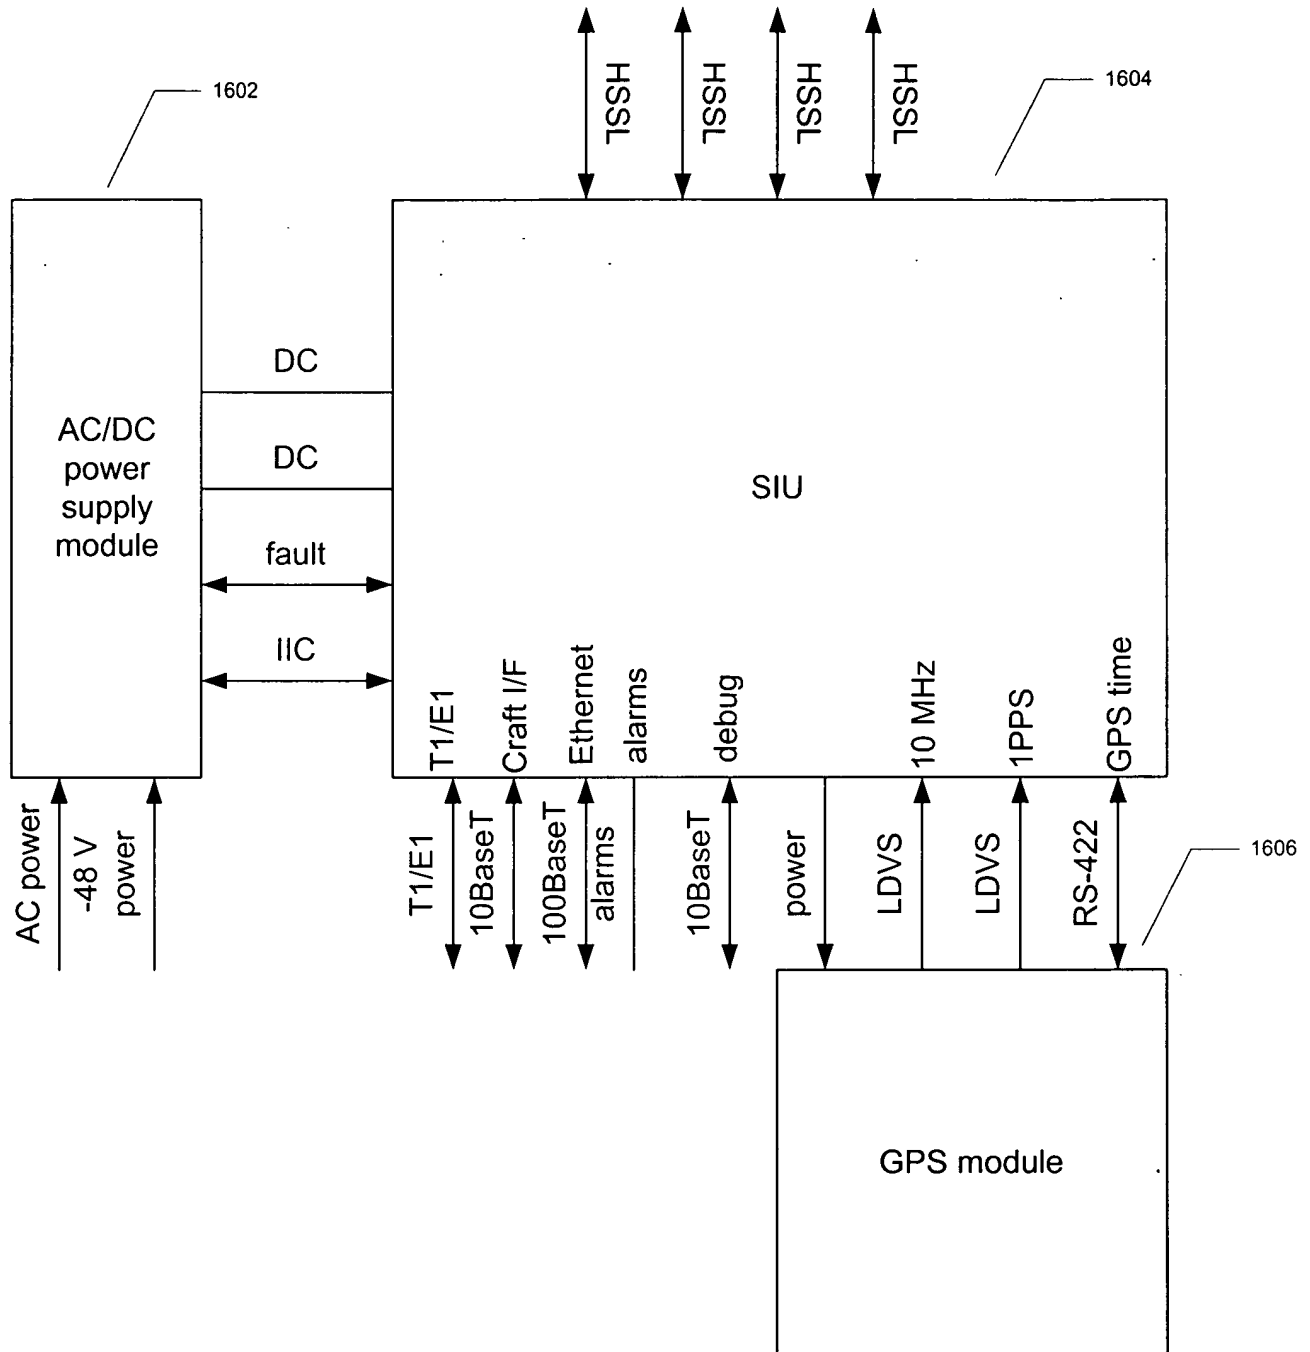 1602
1604
HSSL
HSSL
HSSL
HSSL
DC
DC
fault
IIC
AC/DC
power
supply
module
SIU
T1/E1
Craft I/F
Ethernet
alarms
debug
10 MHz
1PPS
GPS time
AC power
-48 V
power
T1/E1
10BaseT
100BaseT
alarms
10BaseT
power
LDVS
LDVS
RS-422
1606
GPS module